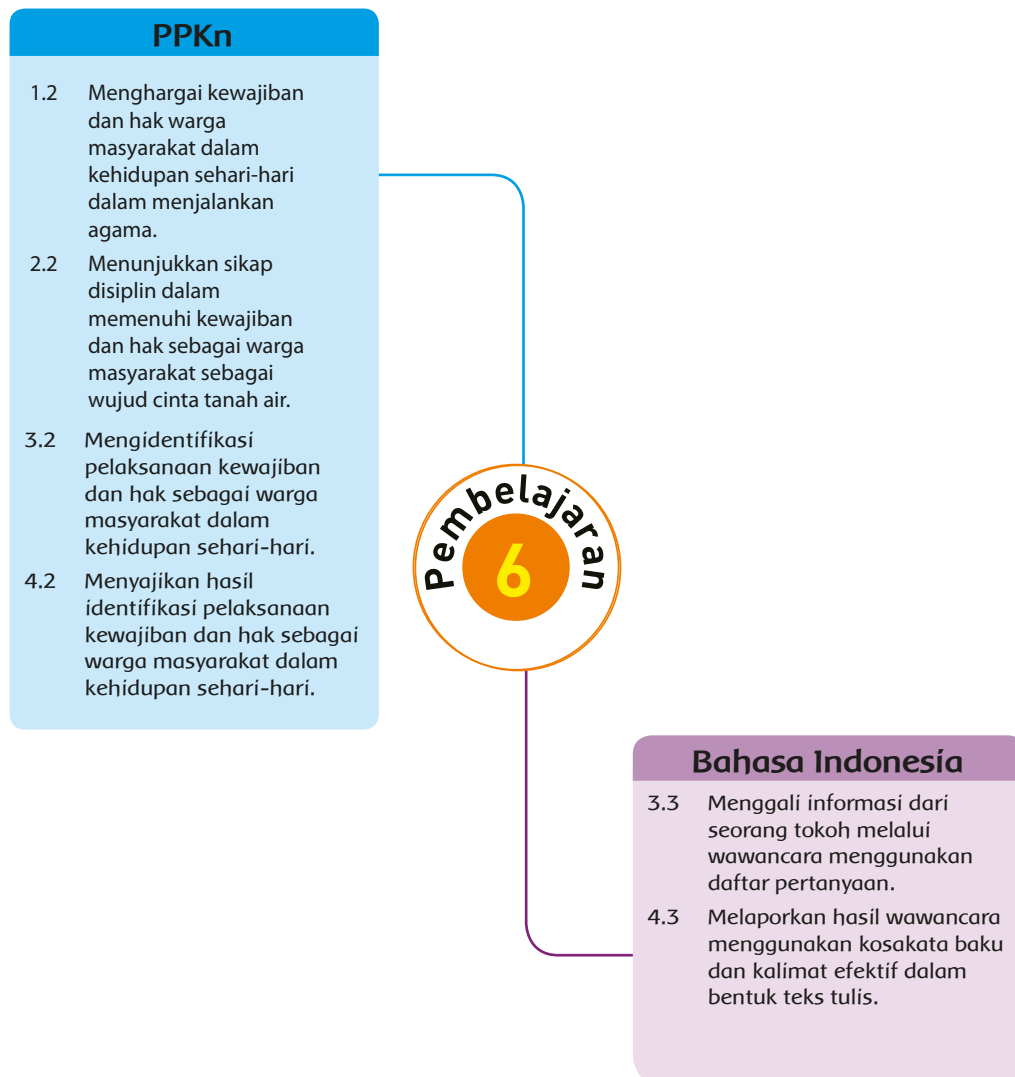 PPKn
1.2 Menghargai kewajiban
dan hak warga
masyarakat dalam
kehidupan sehari-hari
dalam menjalankan
agama.
2.2 Menunjukkan sikap
disiplin dalam
memenuhi kewajiban
dan hak sebagai warga
masyarakat sebagai
wujud cinta tanah air.
3.2 Mengidentifikasi
pelaksanaan kewajiban
dan hak sebagai warga
masyarakat dalam
kehidupan sehari-hari.
4.2 Menyajikan hasil
identifikasi pelaksanaan
kewajiban dan hak sebagai
warga masyarakat dalam
kehidupan sehari-hari.
Pembelajaran
6
Bahasa Indonesia
3.3 Menggali informasi dari
seorang tokoh melalui
wawancara menggunakan
daftar pertanyaan.
4.3 Melaporkan hasil wawancara
menggunakan kosakata baku
dan kalimat efektif dalam
bentuk teks tulis.